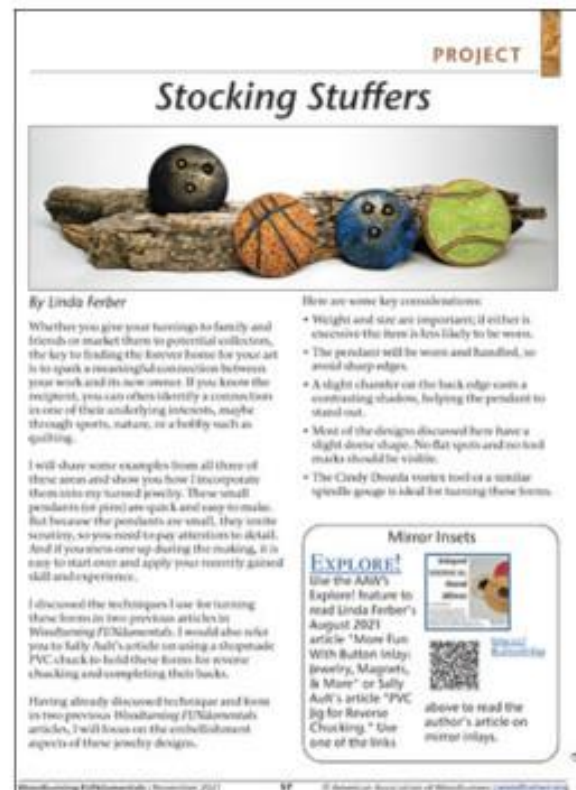 PROJECT
Stocking Stuffers
By Linda Ferber
Whether you give your turnings to family and
friends or market them to potential collectors,
the key to finding the forever home for your art
is to spark a meaningful connection between
your work and its new owner. If you know the
recipient, you can often identify a connection
in one of their underlying interests, maybe
through sports, nature, or a hobby such as
quilting.
I will share some examples from all three of
these areas and show you how I incorporate
them into my turned jewelry. These small
pendants (or pins) are quick and easy to make.
But because the pendants are small, they invite
scrutiny, so you need to pay attention to detail.
And if you mess one up during the making, it is
easy to start over and apply your recently gained
skill and experience.
I discussed the techniques I use for turning
these forms in two previous articles in
Woodturning FUNdamentals. I would also refer
you to Sally Ault's article on using a shopmade
PVC chuck to hold these forms for reverse
chucking and completing their backs.
Having already discussed technique and form
in two previous Woodturning FUNdamentals
articles, I will focus on the embellishment
aspects of these jewelry designs.
Here are some key considerations:
• Weight and size are important; if either is
excessive the item is less likely to be worn.
• The pendant will be worn and handled, so
avoid sharp edges.
• A slight chamfer on the back edge casts a
contrasting shadow, helping the pendant to
stand out.
• Most of the designs discussed here have a
slight dome shape. No flat spots and no tool
marks should be visible.
• The Cindy Drozda vortex tool or a similar
spindle gouge is ideal for turning these forms.
Mirror Insets
EXPLORE!
Use the AAW's
Explore! feature to
read Linda Ferber's
August 2021
article "More Fun
With Button Inlay:
Jewelry, Magnets,
& More" or Sally
Ault's article "PVC
Jig for Reverse
Chucking." Use
one of the links
above to read the
author's article on
mirror inlays.
Woodturning FUNdamentals | November 2021
© American Association of Woodturners | woodturner.org